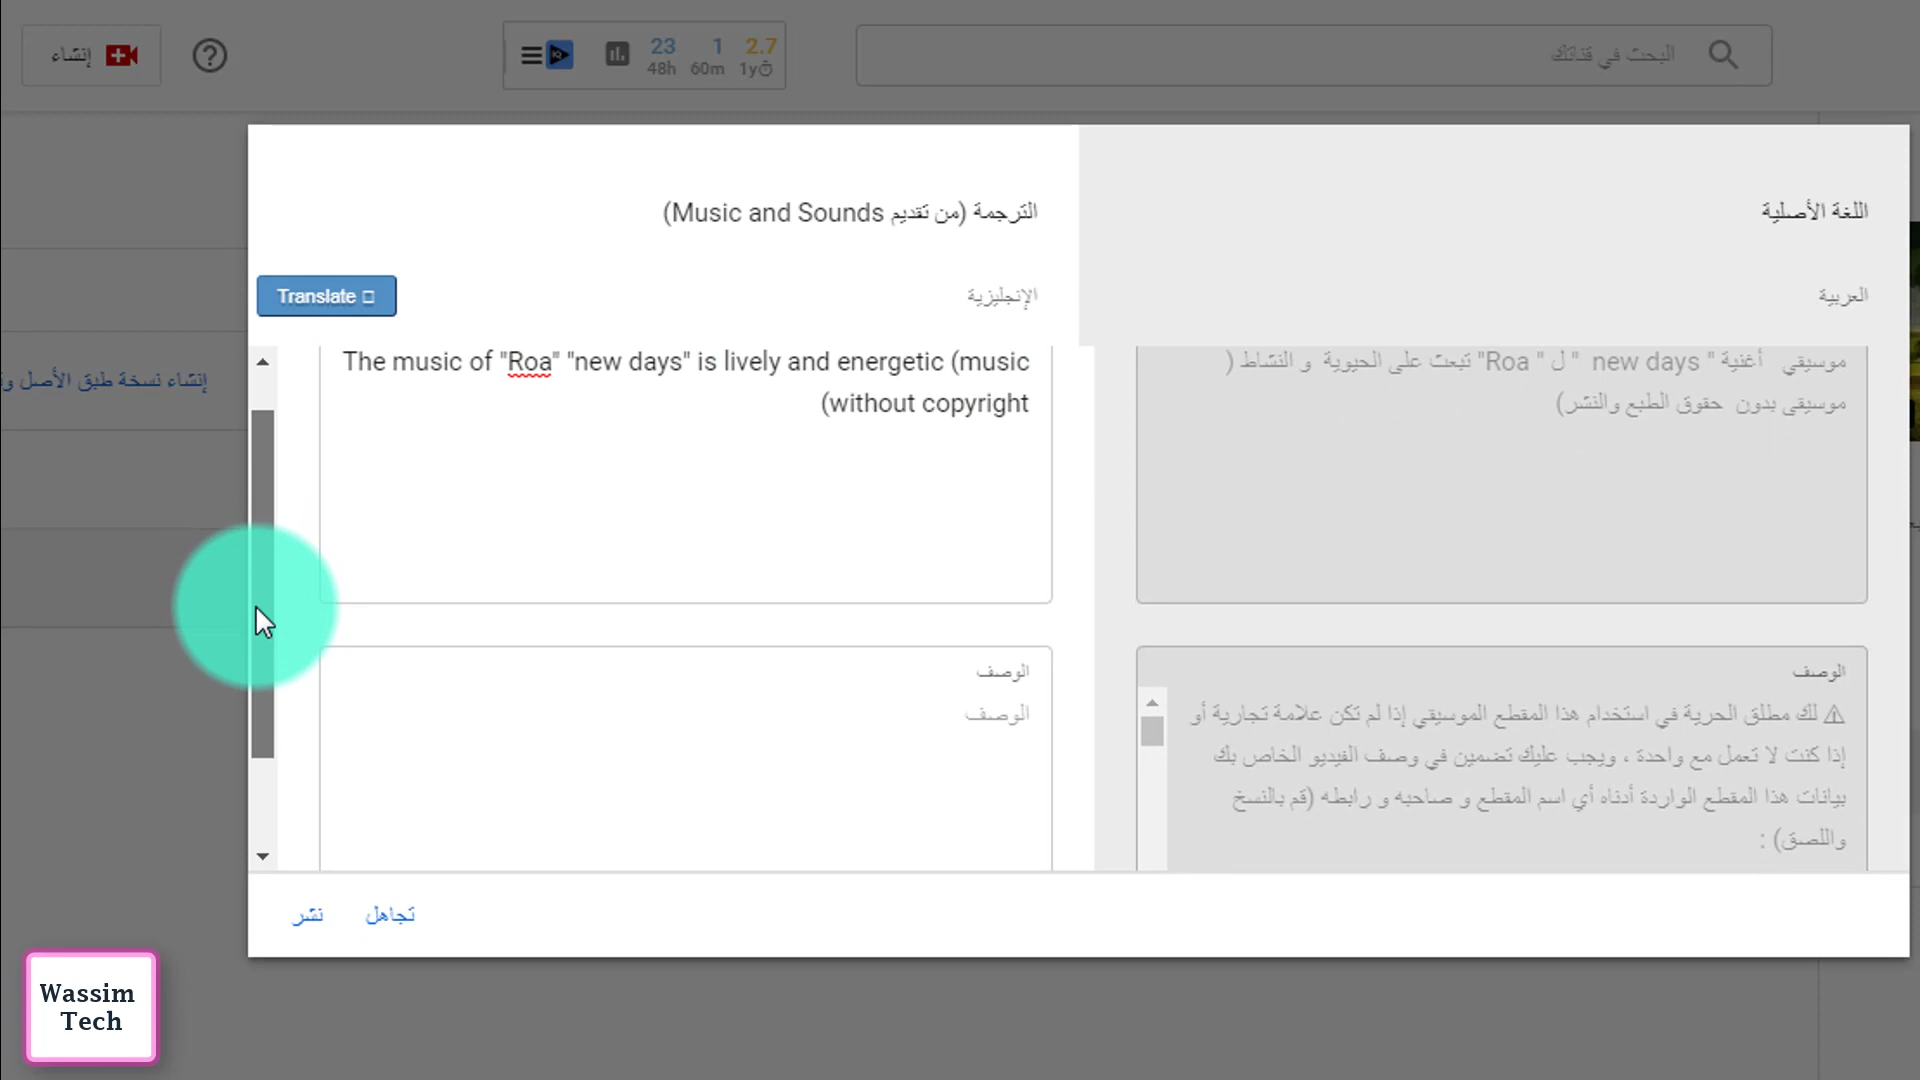 البحث في قناتك
23 1 2.7
48h 60m 1y
إنشاء
اللغة الأصلية
الترجمة (من تقديم Music and Sounds)
العربية
الإنجليزية
Translate
موسيقي أغنية " new days " ل " Roa" تبعث على الحيوية و النشاط (
موسيقى بدون حقوق الطبع والنشر)
The music of "Roa" "new days" is lively and energetic (music
(without copyright
إنشاء نسخة طبق الأصل
الوصف
⚠ لك مطلق الحرية في استخدام هذا المقطع الموسيقي إذا لم تكن علامة تجارية أو
إذا كنت لا تعمل مع واحدة ، ويجب عليك تضمين في وصف الفيديو الخاص بك
بيانات هذا المقطع الواردة أدناه أي اسم المقطع و صاحبه و رابطه (قم بالنسخ
واللصق) :
الوصف
الوصف
تجاهل
نشر
Wassim
Tech